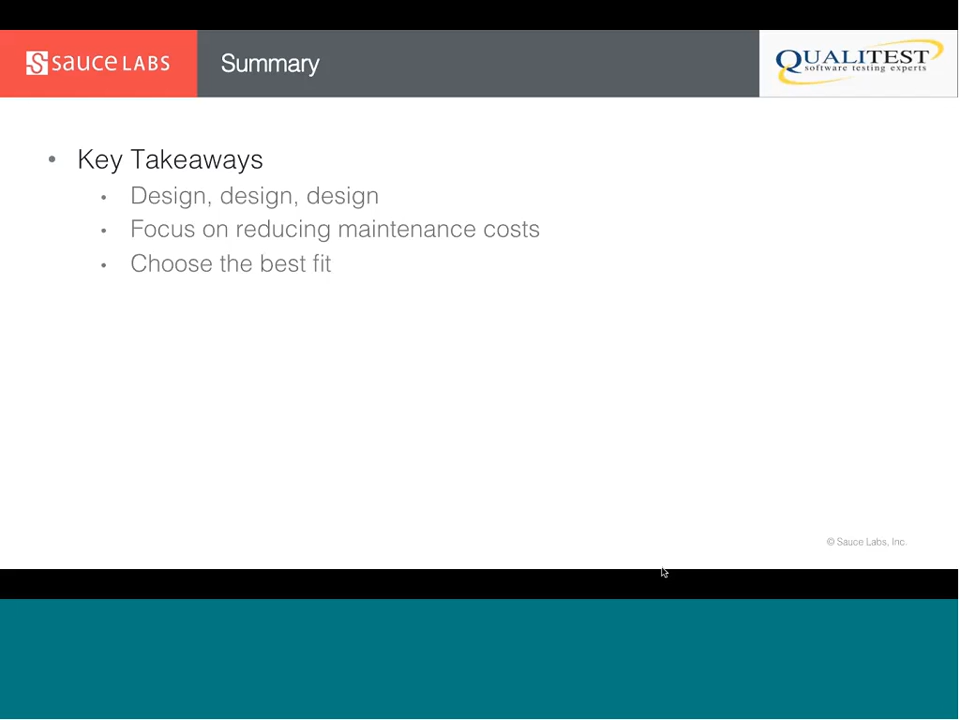 SAUCE LABS
Summary
QUALITEST
software testing experts
• Key Takeaways
• Design, design, design
• Focus on reducing maintenance costs
• Choose the best fit
© Sauce Labs, Inc.